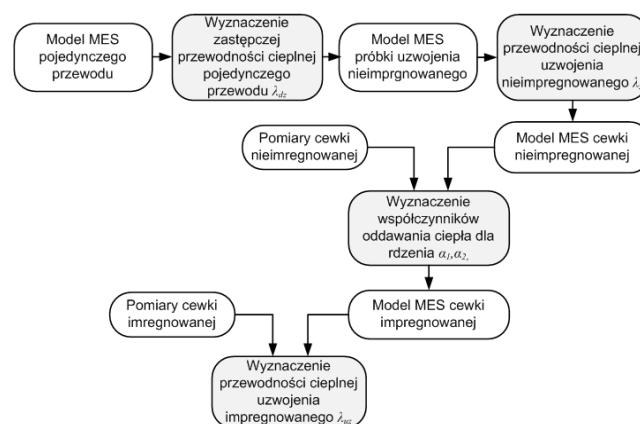 Model MES
pojedynczego
przewodu
Wyznaczenie
zastępczej
przewodności cieplnej
pojedynczego
przewodu λdz
Model MES
próbki uzwojenia
nieimprgnowanego
Wyznaczenie
przewodności cieplnej
uzwojenia
nieimpregnowanego
Pomiary cewki
nieimregnowanej
Model MES cewki
nieimpregnowanej
Wyznaczenie
współczynników
oddawania ciepła dla
rdzenia α1,α2,
Pomiary cewki
imregnowanej
Model MES cewki
impregnowanej
Wyznaczenie
przewodności cieplnej
uzwojenia
impregnowanego λuz